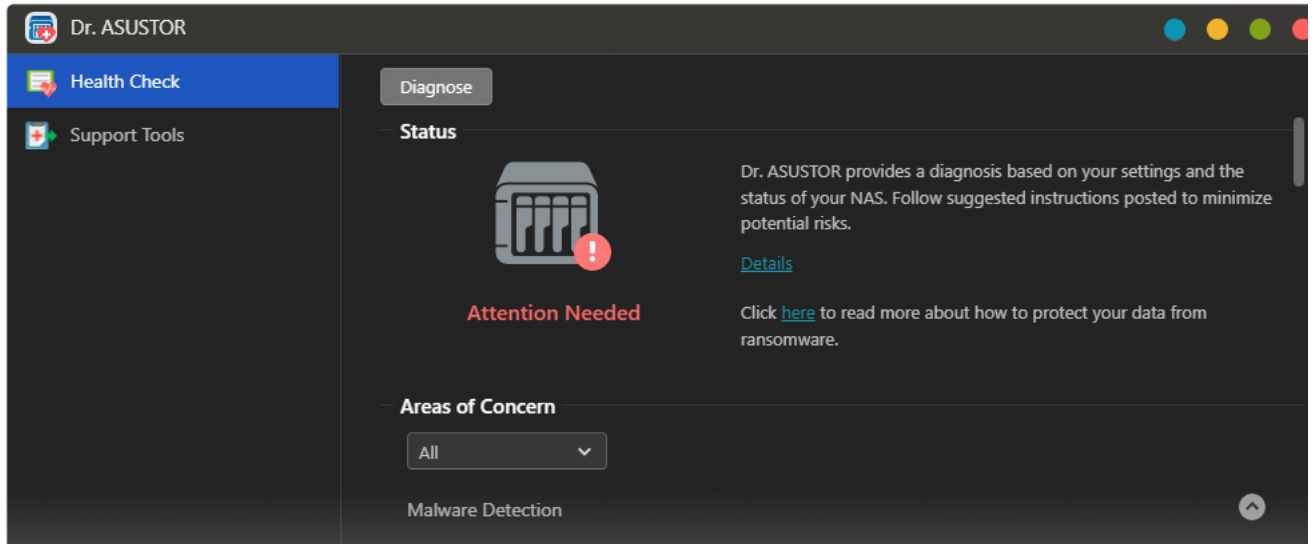 Dr. ASUSTOR
Health Check
Support Tools
Diagnose
Status
Attention Needed
Dr. ASUSTOR provides a diagnosis based on your settings and the
status of your NAS. Follow suggested instructions posted to minimize
potential risks.
Details
Click here to read more about how to protect your data from
ransomware.
Areas of Concern
All
Malware Detection